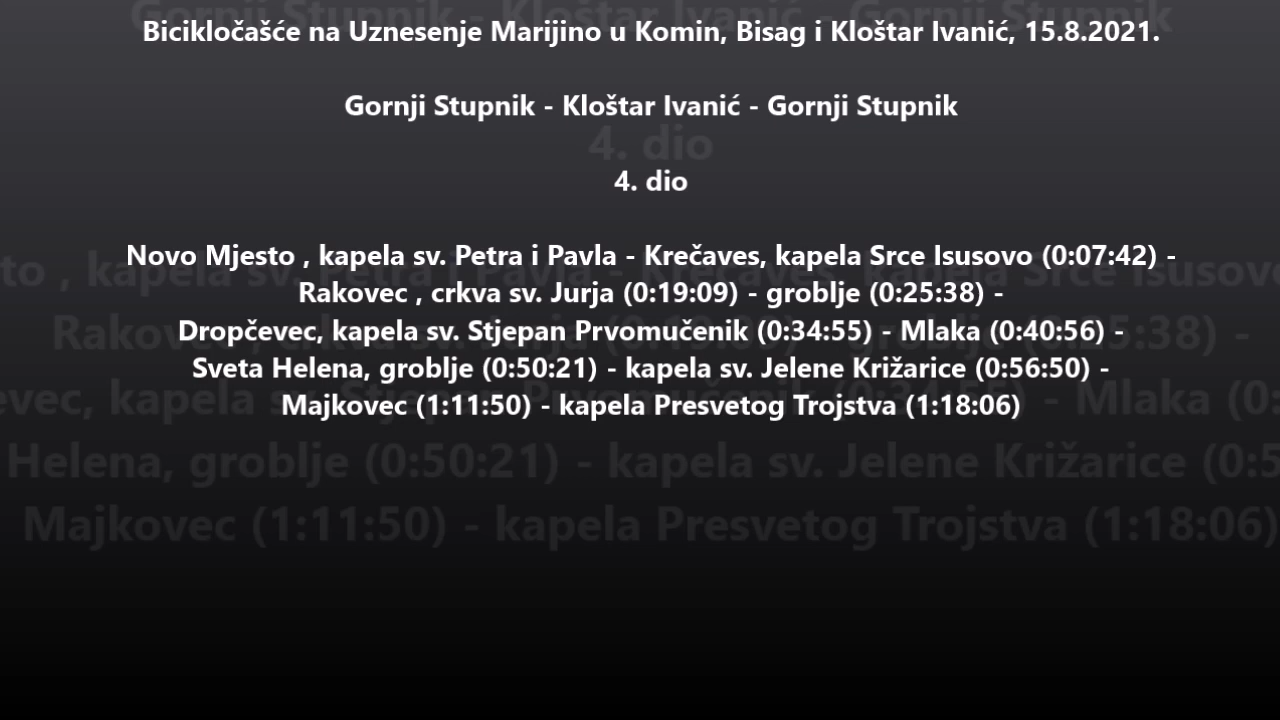 Bicikločašće na Uznesenje Marijino u Komin, Bisag i Kloštar Ivanić, 15.8.2021.
Gornji Stupnik - Kloštar Ivanić - Gornji Stupnik
4. dio
Novo Mjesto , kapela sv. Petra i Pavla - Krečaves, kapela Srce Isusovo (0:07:42) -
Rakovec , crkva sv. Jurja (0:19:09) - groblje (0:25:38) -
Dropčevec, kapela sv. Stjepan Prvomučenik (0:34:55) - Mlaka (0:40:56) -
Sveta Helena, groblje (0:50:21) - kapela sv. Jelene Križarice (0:56:50) -
Majkovec (1:11:50) - kapela Presvetog Trojstva (1:18:06)